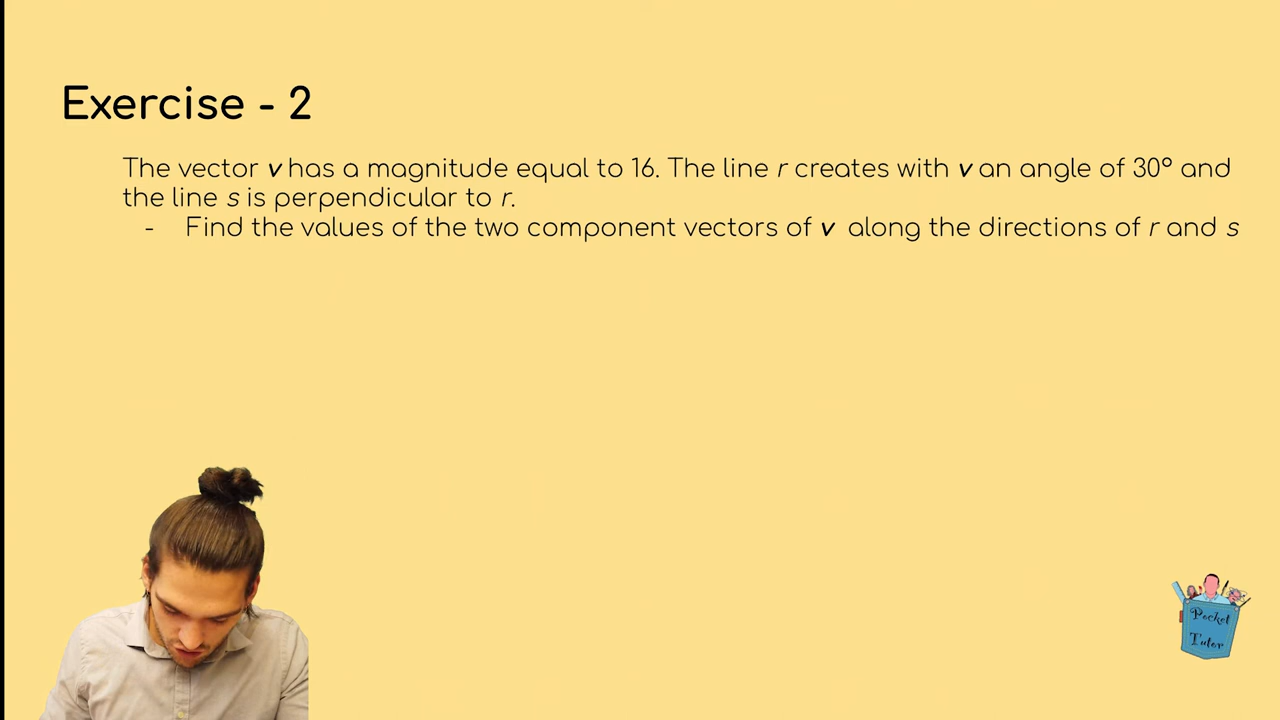 Exercise - 2
The vector v has a magnitude equal to 16. The line r creates with v an angle of 30° and
the line s is perpendicular to r.
- Find the values of the two component vectors of v along the directions of r and s
Pocket
Tutor